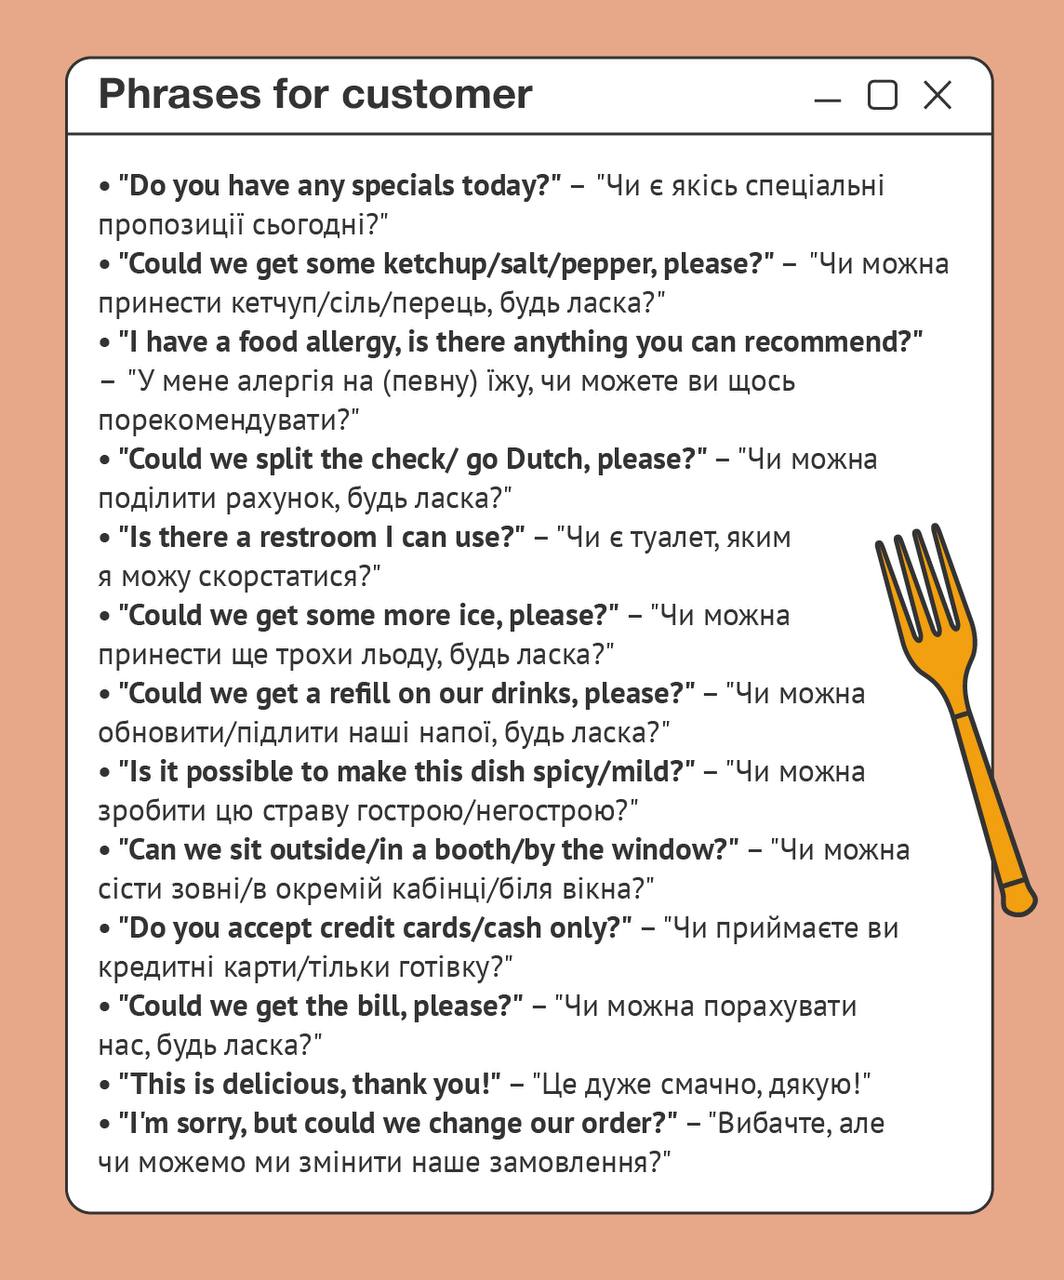 Phrases for customer
• "Do you have any specials today?" – "Чи є якісь спеціальні
пропозиції сьогодні?"
• "Could we get some ketchup/salt/pepper, please?" – "Чи можна
принести кетчуп/сіль/перець, будь ласка?"
• "I have a food allergy, is there anything you can recommend?"
– "У мене алергія на (певну) їжу, чи можете ви щось
порекомендувати?"
• "Could we split the check/ go Dutch, please?" – "Чи можна
поділити рахунок, будь ласка?"
• "Is there a restroom I can use?" – "Чи є туалет, яким
я можу скорстатися?"
• "Could we get some more ice, please?" – "Чи можна
принести ще трохи льоду, будь ласка?"
• "Could we get a refill on our drinks, please?" – "Чи можна
обновити/підлити наші напої, будь ласка?"
• "Is it possible to make this dish spicy/mild?" – "Чи можна
зробити цю страву гострою/негострою?"
• "Can we sit outside/in a booth/by the window?" – "Чи можна
сісти зовні/в окремій кабінці/біля вікна?"
• "Do you accept credit cards/cash only?" – "Чи приймаєте ви
кредитні карти/тільки готівку?"
• "Could we get the bill, please?" – "Чи можна порахувати
нас, будь ласка?"
• "This is delicious, thank you!" – "Це дуже смачно, дякую!"
• "I'm sorry, but could we change our order?" – "Вибачте, але
чи можемо ми змінити наше замовлення?"